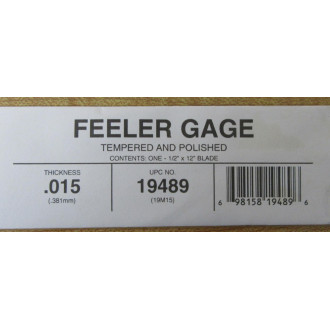 FEELER GAGE
TEMPERED AND POLISHED
CONTENTS: ONE - 1/2" x 12" BLADE
THICKNESS
.015
(.381mm)
UPC NO.
19489
(19M15)
6 98158 19489 6